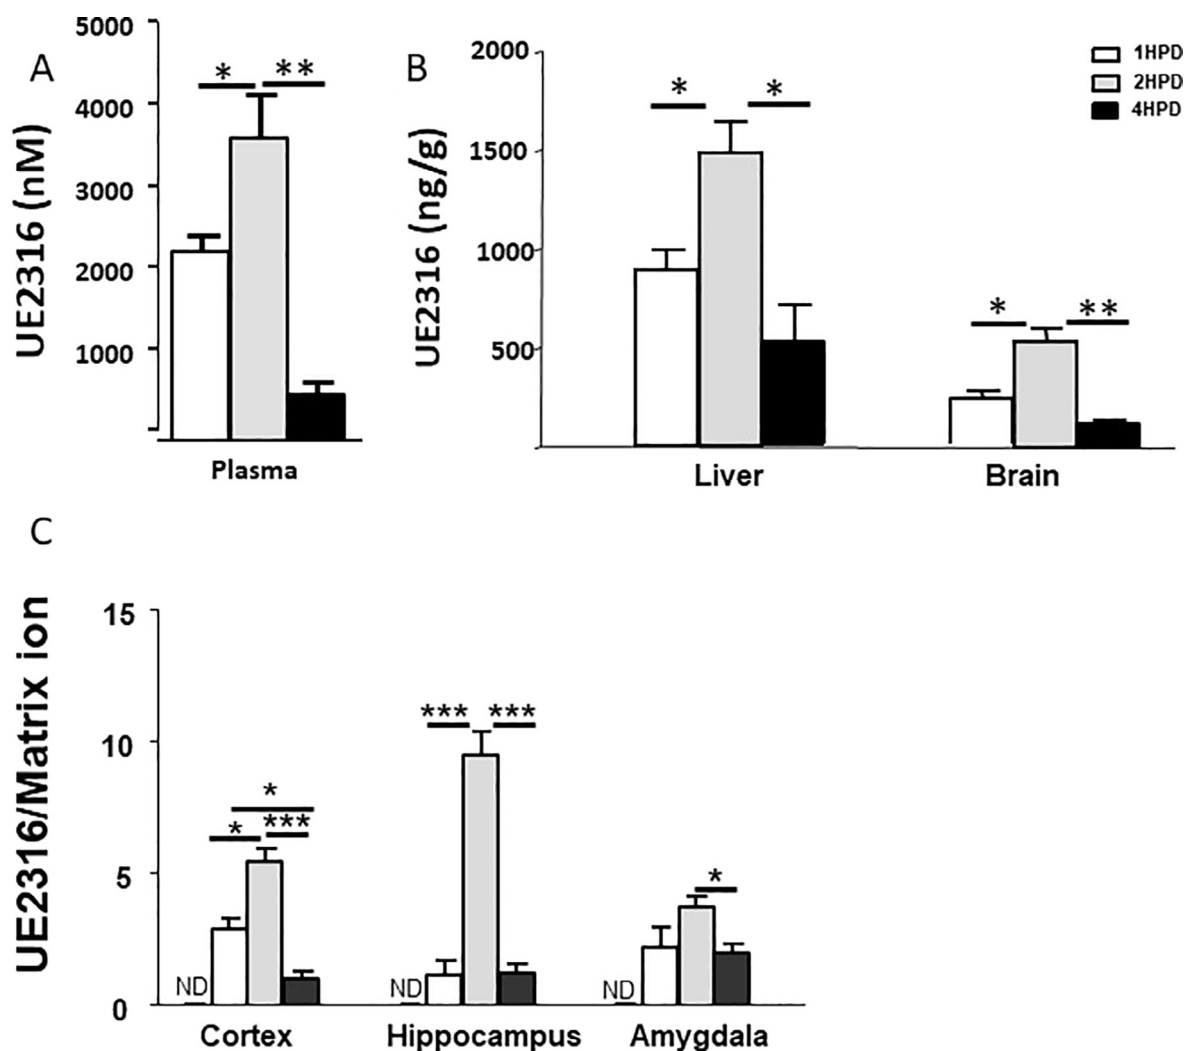 A
UE2316 (nM)
5000
4000
3000
2000
1000
* **
Plasma
B
UE2316 (ng/g)
2000
1500
1000
500
* *
* **
Liver Brain
1HPD
2HPD
4HPD
C
UE2316/Matrix ion
15
10
5
0
*
* ***
*** ***
*
ND ND ND
Cortex Hippocampus Amygdala